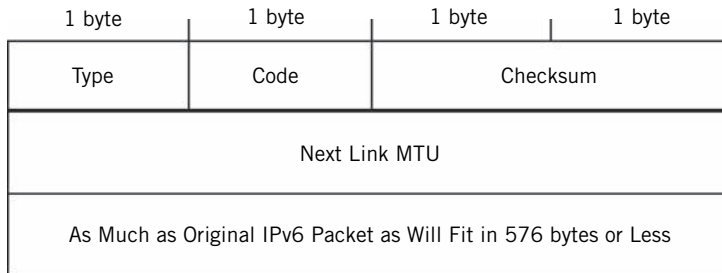 1 byte 1 byte 1 byte 1 byte
Type Code Checksum
Next Link MTU
As Much as Original IPv6 Packet as Will Fit in 576 bytes or Less